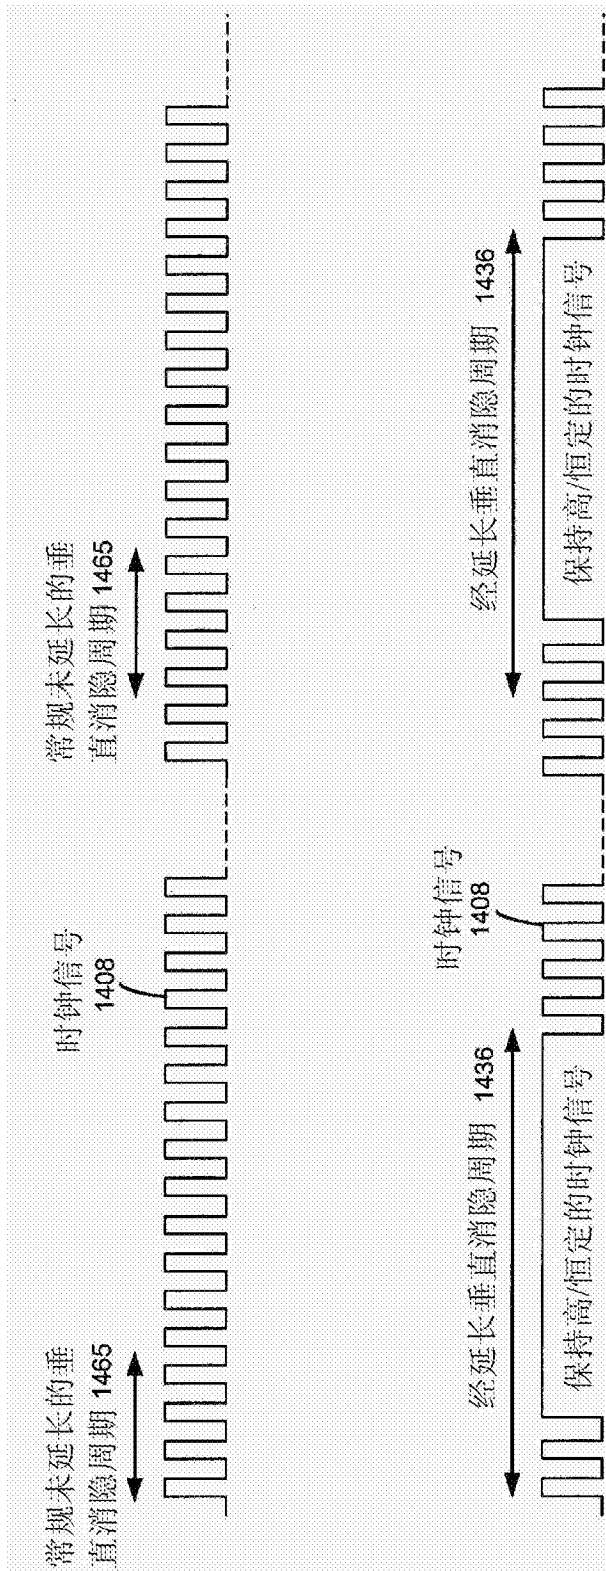 常规未延长的垂
直消隐周期 1465
时钟信号
1408
常规未延长的垂
直消隐周期 1465
经延长垂直消隐周期 1436
保持高/恒定的时钟信号
时钟信号
1408
经延长垂直消隐周期 1436
保持高/恒定的时钟信号